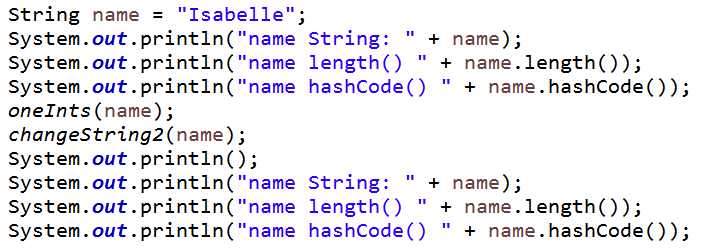 String name = "Isabelle";
System.out.println("name String: " + name);
System.out.println("name length() " + name.length());
System.out.println("name hashCode() " + name.hashCode());
oneInts(name);
changeString2(name);
System.out.println();
System.out.println("name String: " + name);
System.out.println("name length() " + name.length());
System.out.println("name hashCode() " + name.hashCode());